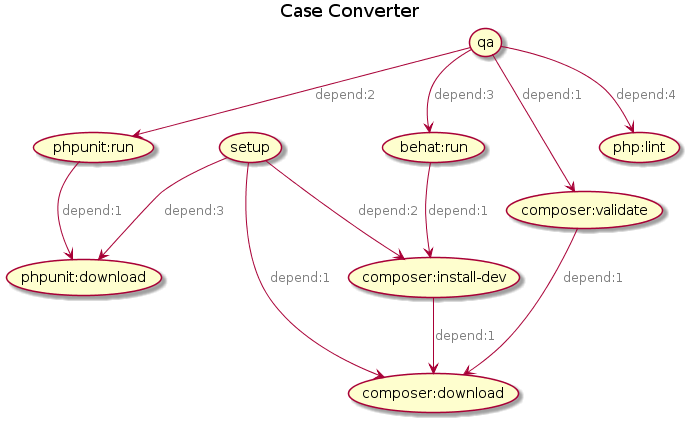 Case Converter
qa
depend:2
depend:3
depend:1
depend:4
phpunit:run
setup
behat:run
php:lint
depend:1
depend:3
depend:2
depend:1
composer:validate
phpunit:download
depend:1
composer:install-dev
depend:1
depend:1
composer:download